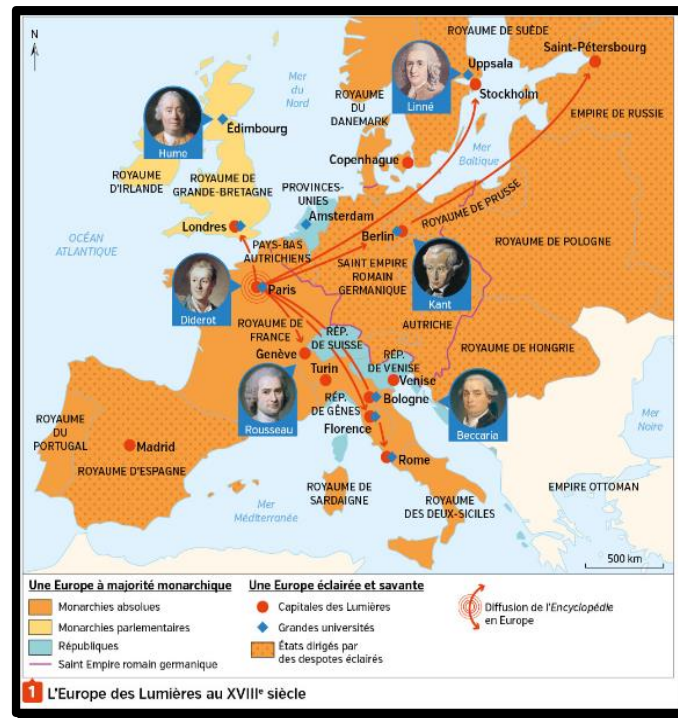 N
ROYAUME DE SUÈDE
Saint-Pétersbourg
Uppsala
Stockholm
Linné
Mer
du
Nord
ROYAUME
DU
DANEMARK
EMPIRE DE RUSSIE
Hume
Édimbourg
Copenhague
Mer
Baltique
ROYAUME
D'IRLANDE
ROYAUME DE
GRANDE-BRETAGNE
PROVINCES-
UNIES
Amsterdam
ROYAUME DE PRUSSE
Londres
Berlin
OCÉAN
ATLANTIQUE
PAYS-BAS
AUTRICHIENS
SAINT EMPIRE
ROMAIN
GERMANIQUE
ROYAUME DE POLOGNE
Diderot
Paris
Kant
AUTRICHE
ROYAUME DE
FRANCE
RÉP.
DE SUISSE
ROYAUME DE HONGRIE
Genève
Turin
RÉP.
DE VENISE
Venise
Rousseau
RÉP.
DE GÊNES
Bologne
Beccaria
Florence
ROYAUME
DU
PORTUGAL
Madrid
ROYAUME D'ESPAGNE
Rome
Mer
Noire
ROYAUME DE
SARDAIGNE
ROYAUME
DES DEUX-SICILES
EMPIRE OTTOMAN
Mer
Méditerranée
500 km
Une Europe à majorité monarchique
Monarchies absolues
Monarchies parlementaires
Républiques
Saint Empire romain germanique
Une Europe éclairée et savante
Capitales des Lumières
Grandes universités
États dirigés par
des despotes éclairés
Diffusion de l'Encyclopédie
en Europe
1 L'Europe des Lumières au XVIIIe siècle